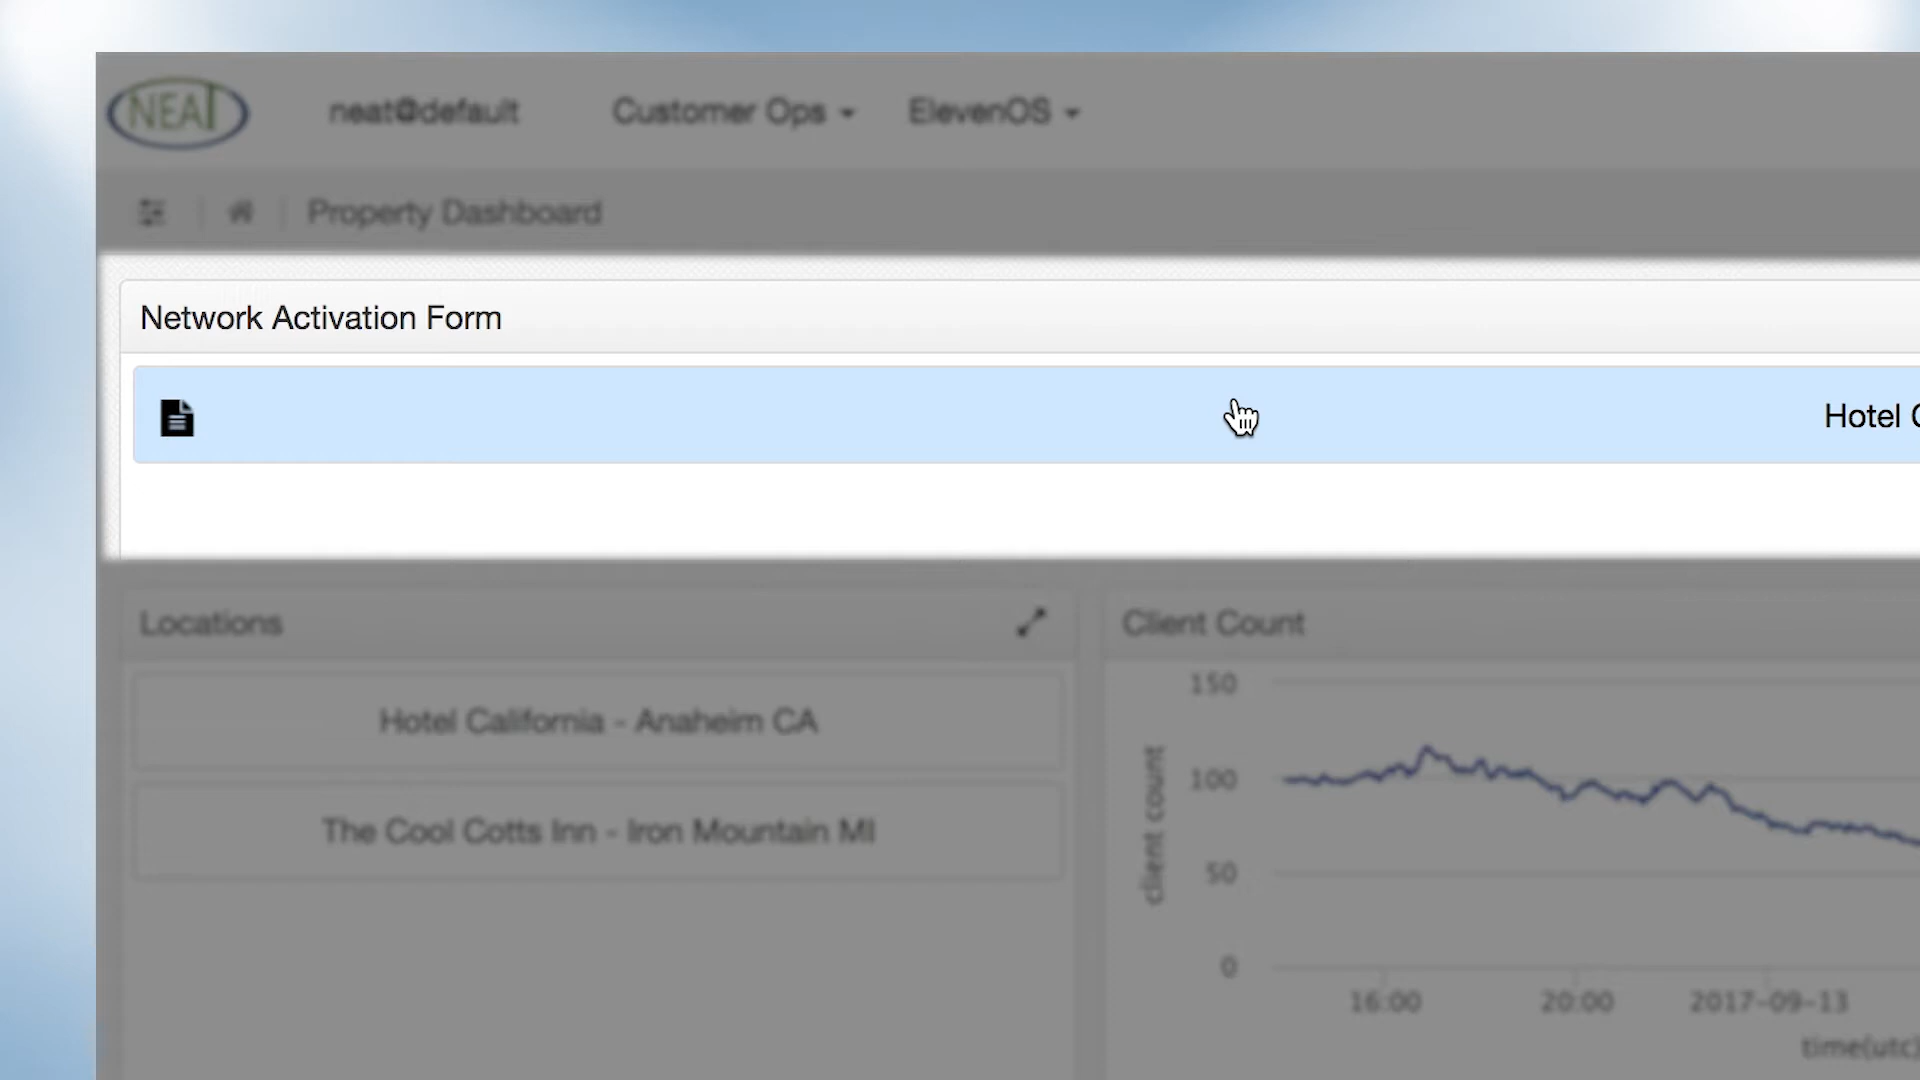 NEAT neat@default Customer Ops ElevenOS
Property Dashboard
Network Activation Form
Hotel
Locations
Client Count
Hotel California - Anaheim CA
The Cool Cotts Inn - Iron Mountain MI
client count
150
100
50
0
16:00 20:00 2017-09-13
time(utc)